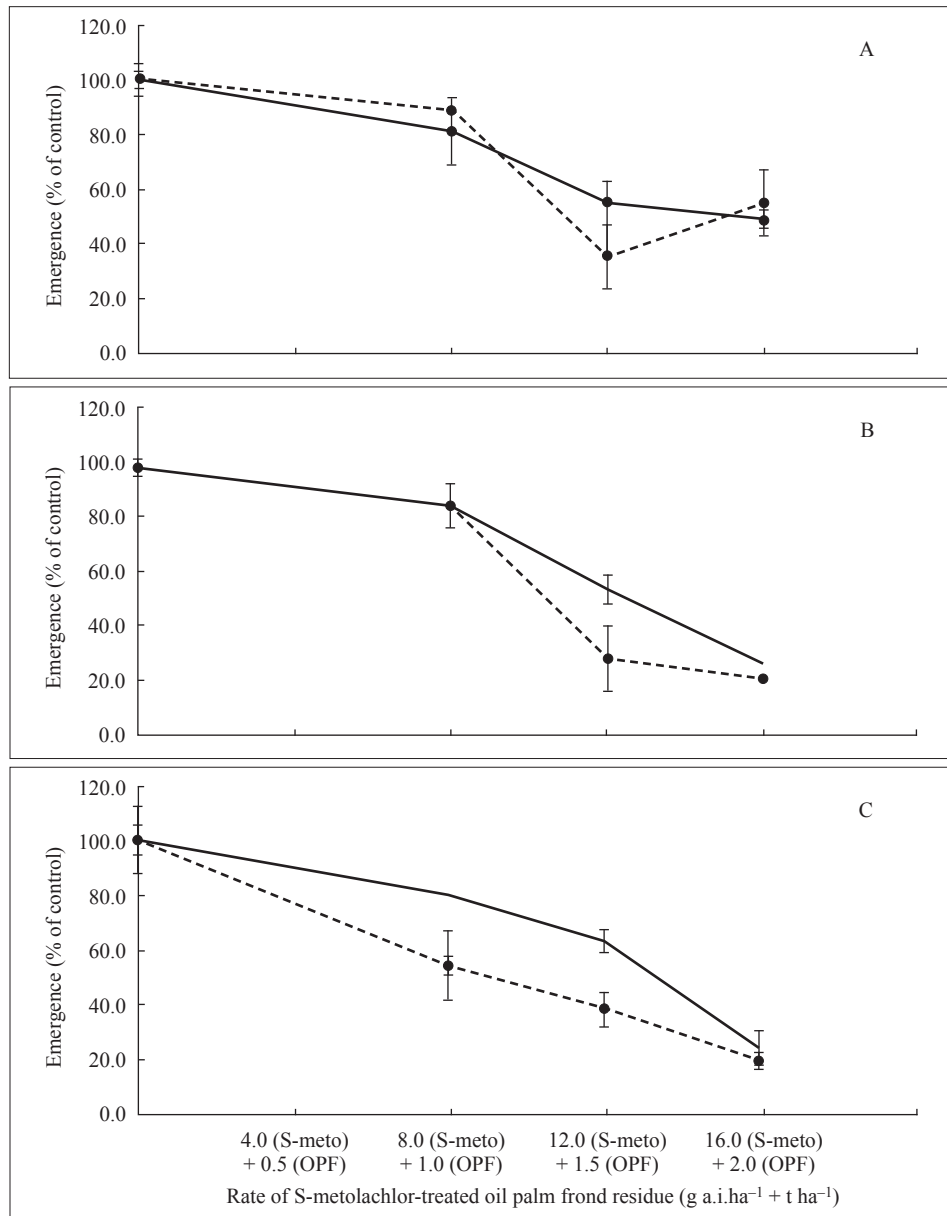 120.0
A
100.0
80.0
60.0
40.0
20.0
0.0
Emergence (% of control)
120.0
B
100.0
80.0
60.0
40.0
20.0
0.0
Emergence (% of control)
120.0
C
100.0
80.0
60.0
40.0
20.0
0.0
Emergence (% of control)
4.0 (S-meto) 8.0 (S-meto) 12.0 (S-meto) 16.0 (S-meto)
+ 0.5 (OPF) + 1.0 (OPF) + 1.5 (OPF) + 2.0 (OPF)
Rate of S-metolachlor-treated oil palm frond residue (g a.i.ha⁻¹ + t ha⁻¹)